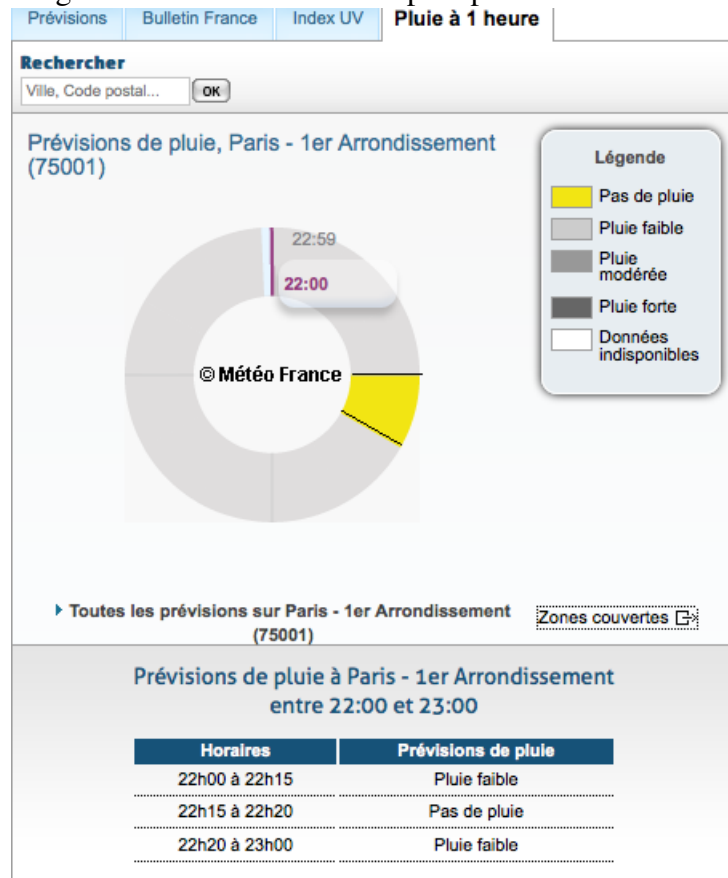 Prévisions Bulletin France Index UV Pluie à 1 heure
Rechercher
Ville, Code postal... OK
Prévisions de pluie, Paris - 1er Arrondissement
(75001)
Légende
Pas de pluie
Pluie faible
Pluie
modérée
Pluie forte
Données
indisponibles
22:59
22:00
© Météo France
Toutes les prévisions sur Paris - 1er Arrondissement
(75001)
Zones couvertes
Prévisions de pluie à Paris - 1er Arrondissement
entre 22:00 et 23:00
Horaires Prévisions de pluie
22h00 à 22h15 Pluie faible
22h15 à 22h20 Pas de pluie
22h20 à 23h00 Pluie faible